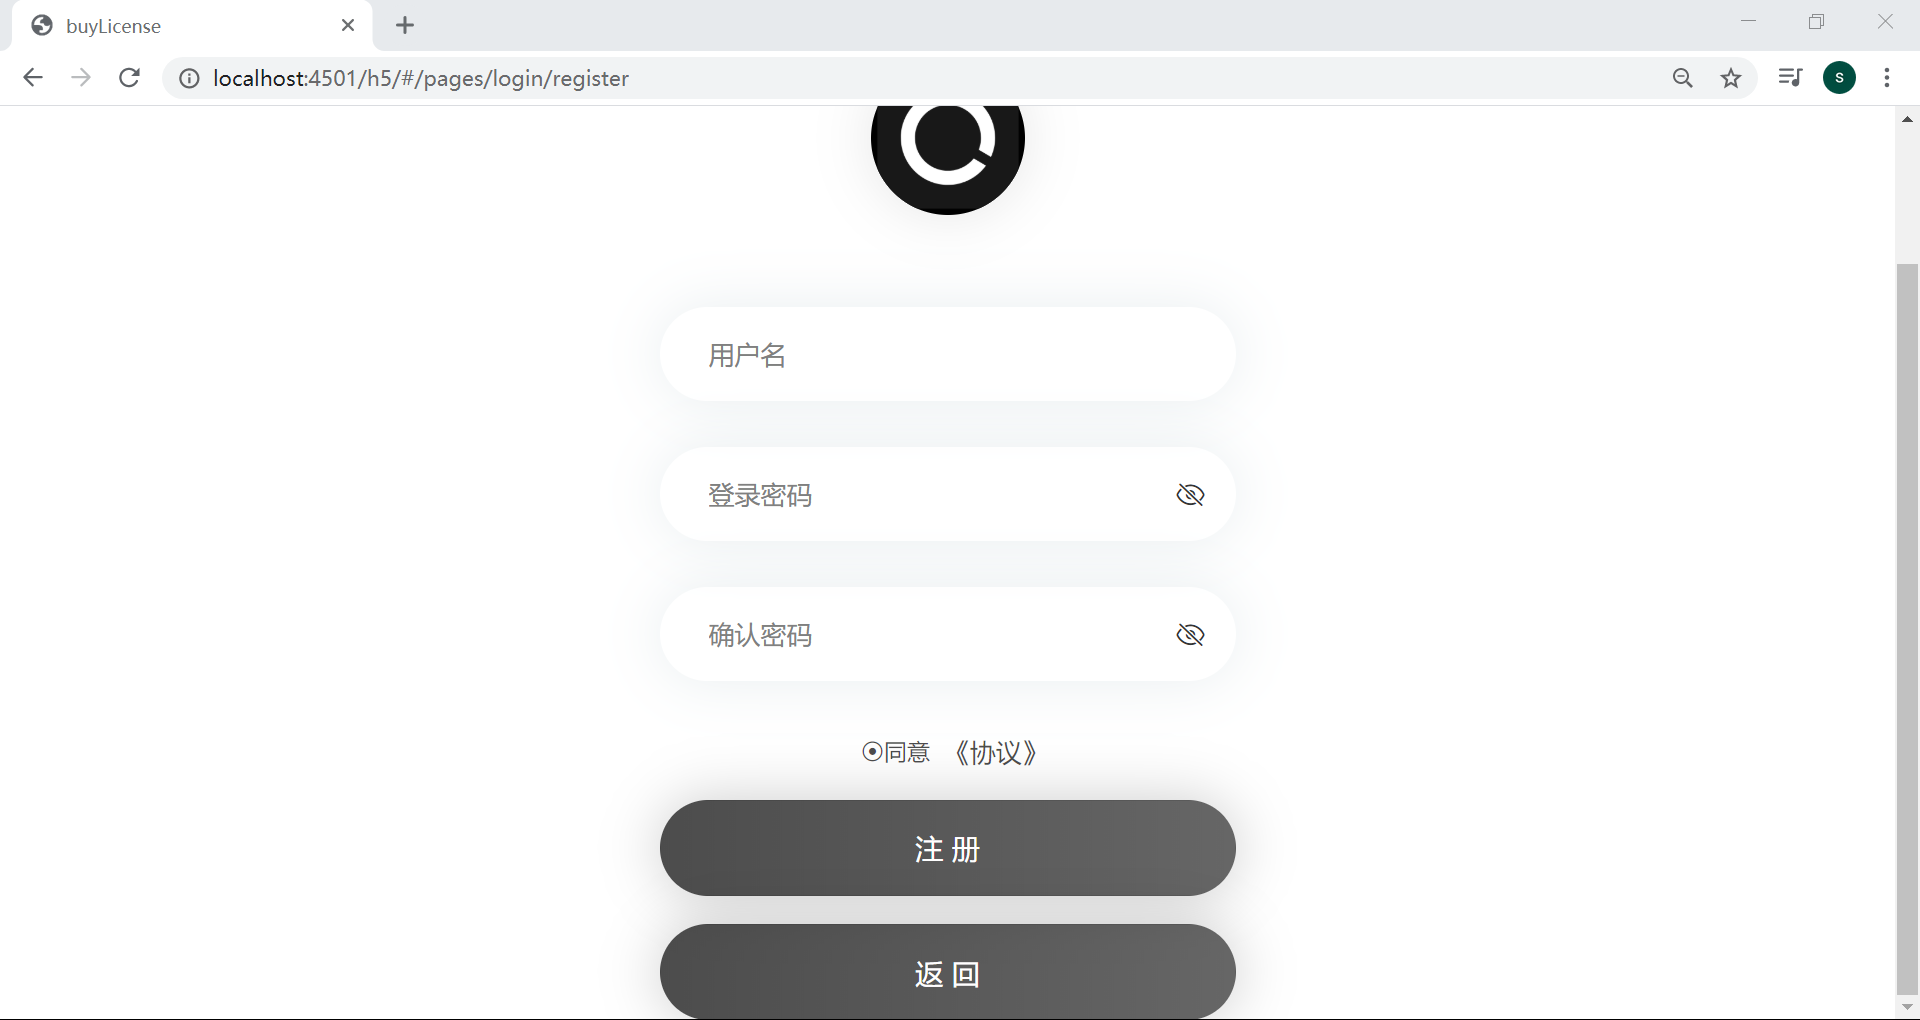 buyLicense
localhost:4501/h5/#/pages/login/register
S
用户名
登录密码
确认密码
同意 《协议》
注 册
返 回